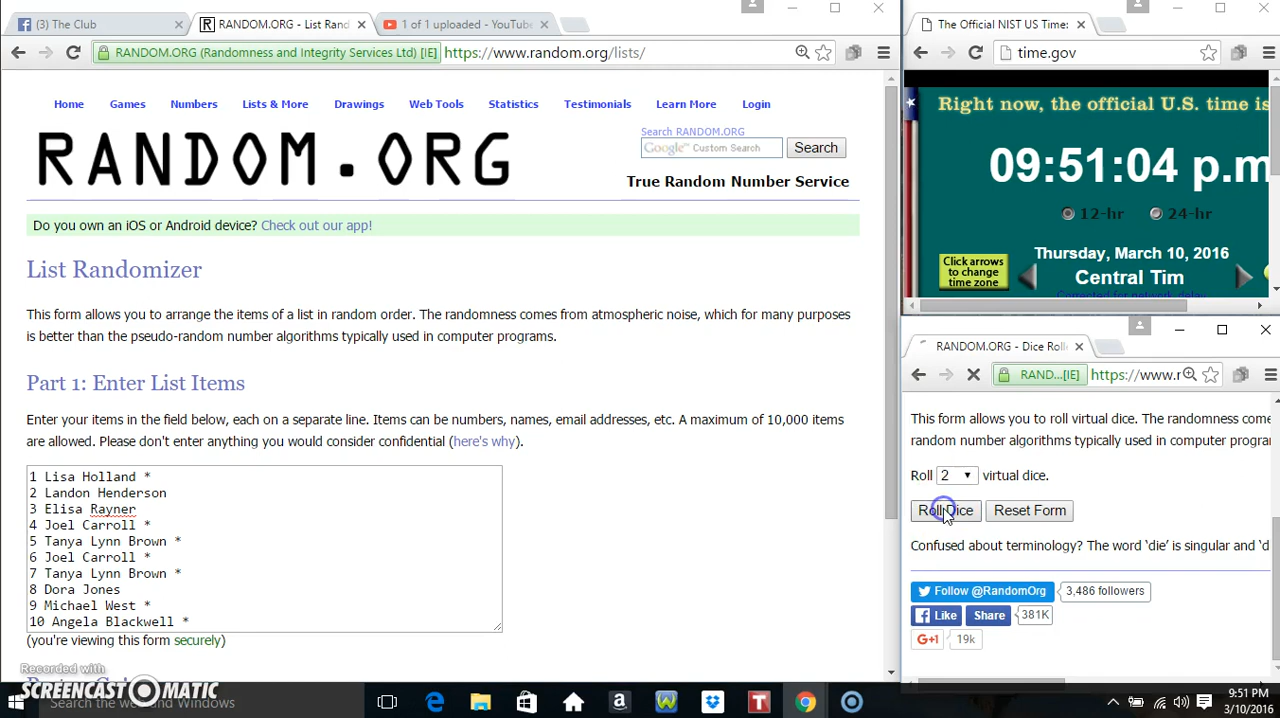 (3) The Club
RANDOM.ORG - List Rand
1 of 1 uploaded - YouTube
RANDOM.ORG (Randomness and Integrity Services Ltd) [IE]
https://www.random.org/lists/
Home Games Numbers Lists & More Drawings Web Tools Statistics Testimonials Learn More Login
RANDOM.ORG
Search RANDOM.ORG
Google™ Custom Search
Search
True Random Number Service
Do you own an iOS or Android device? Check out our app!
List Randomizer
This form allows you to arrange the items of a list in random order. The randomness comes from atmospheric noise, which for many purposes
is better than the pseudo-random number algorithms typically used in computer programs.
Part 1: Enter List Items
Enter your items in the field below, each on a separate line. Items can be numbers, names, email addresses, etc. A maximum of 10,000 items
are allowed. Please don't enter anything you would consider confidential (here's why).
1 Lisa Holland *
2 Landon Henderson
3 Elisa Rayner
4 Joel Carroll *
5 Tanya Lynn Brown *
6 Joel Carroll *
7 Tanya Lynn Brown *
8 Dora Jones
9 Michael West *
10 Angela Blackwell *
(you're viewing this form securely)
The Official NIST US Time:
time.gov
Right now, the official U.S. time is
09:51:04 p.m
12-hr 24-hr
Click arrows
to change
time zone
Thursday, March 10, 2016
Central Tim
Corrected for network delay
RANDOM.ORG - Dice Roll
RAND...[IE]
https://www.r
This form allows you to roll virtual dice. The randomness come
random number algorithms typically used in computer progra
Roll 2 virtual dice.
Roll Dice
Reset Form
Confused about terminology? The word ‘die’ is singular and ‘d
Follow @RandomOrg
3,486 followers
Like
Share
381K
G+1
19k
Recorded with
SCREENCAST-O-MATIC
Search the web and Windows
9:51 PM
3/10/2016